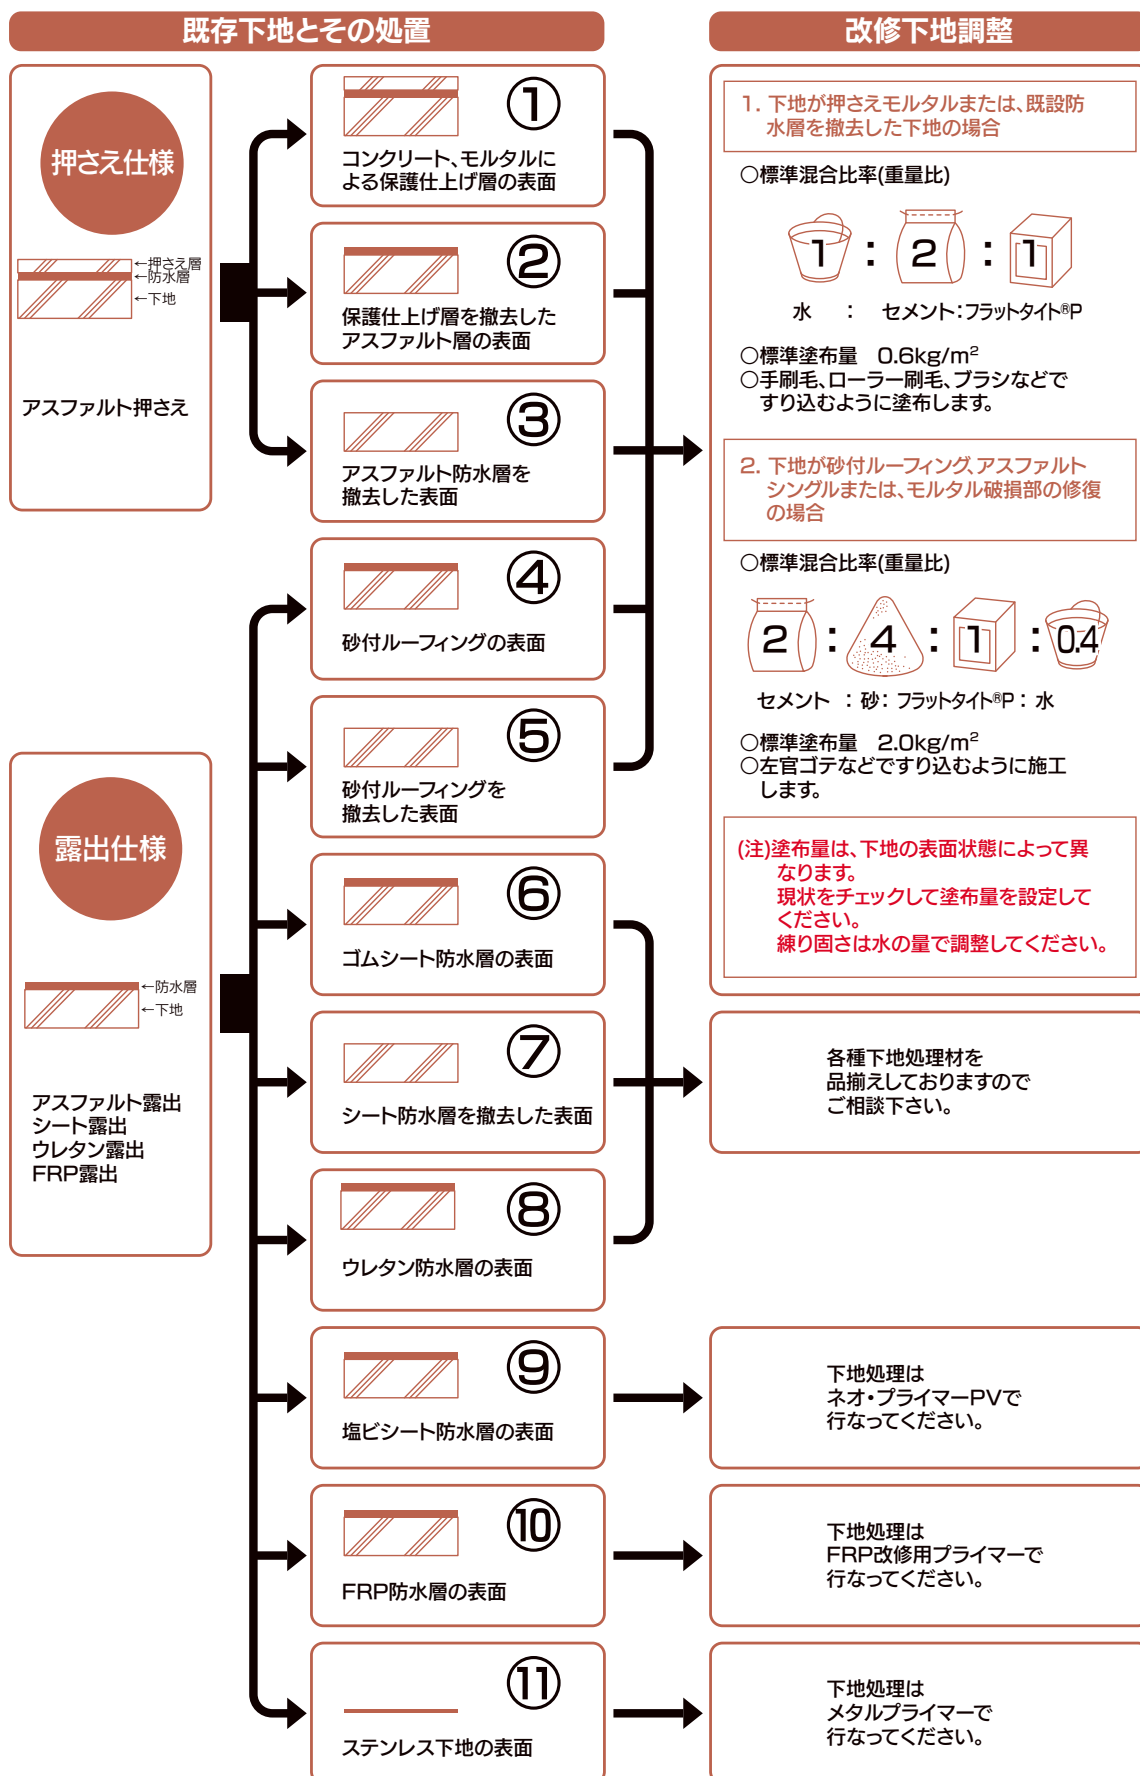 既存下地とその処置
押さえ仕様
←押さえ層
←防水層
←下地
アスファルト押さえ
露出仕様
←防水層
←下地
アスファルト露出
シート露出
ウレタン露出
FRP露出
①
コンクリート、モルタルに
よる保護仕上げ層の表面
②
保護仕上げ層を撤去した
アスファルト層の表面
③
アスファルト防水層を
撤去した表面
④
砂付ルーフィングの表面
⑤
砂付ルーフィングを
撤去した表面
⑥
ゴムシート防水層の表面
⑦
シート防水層を撤去した表面
⑧
ウレタン防水層の表面
⑨
塩ビシート防水層の表面
⑩
FRP防水層の表面
⑪
ステンレス下地の表面
改修下地調整
1. 下地が押さえモルタルまたは、既設防
水層を撤去した下地の場合
○標準混合比率(重量比)
1 : 2 : 1
水 : セメント:フラットタイト®P
○標準塗布量 0.6kg/m²
○手刷毛、ローラー刷毛、ブラシなどで
すり込むように塗布します。
2. 下地が砂付ルーフィング、アスファルト
シングルまたは、モルタル破損部の修復
の場合
○標準混合比率(重量比)
2 : 4 : 1 : 0.4
セメント : 砂: フラットタイト®P : 水
○標準塗布量 2.0kg/m²
○左官ゴテなどですり込むように施工
します。
(注)塗布量は、下地の表面状態によって異
なります。
現状をチェックして塗布量を設定して
ください。
練り固さは水の量で調整してください。
各種下地処理材を
品揃えしておりますので
ご相談下さい。
下地処理は
ネオ・プライマーPVで
行なってください。
下地処理は
FRP改修用プライマーで
行なってください。
下地処理は
メタルプライマーで
行なってください。